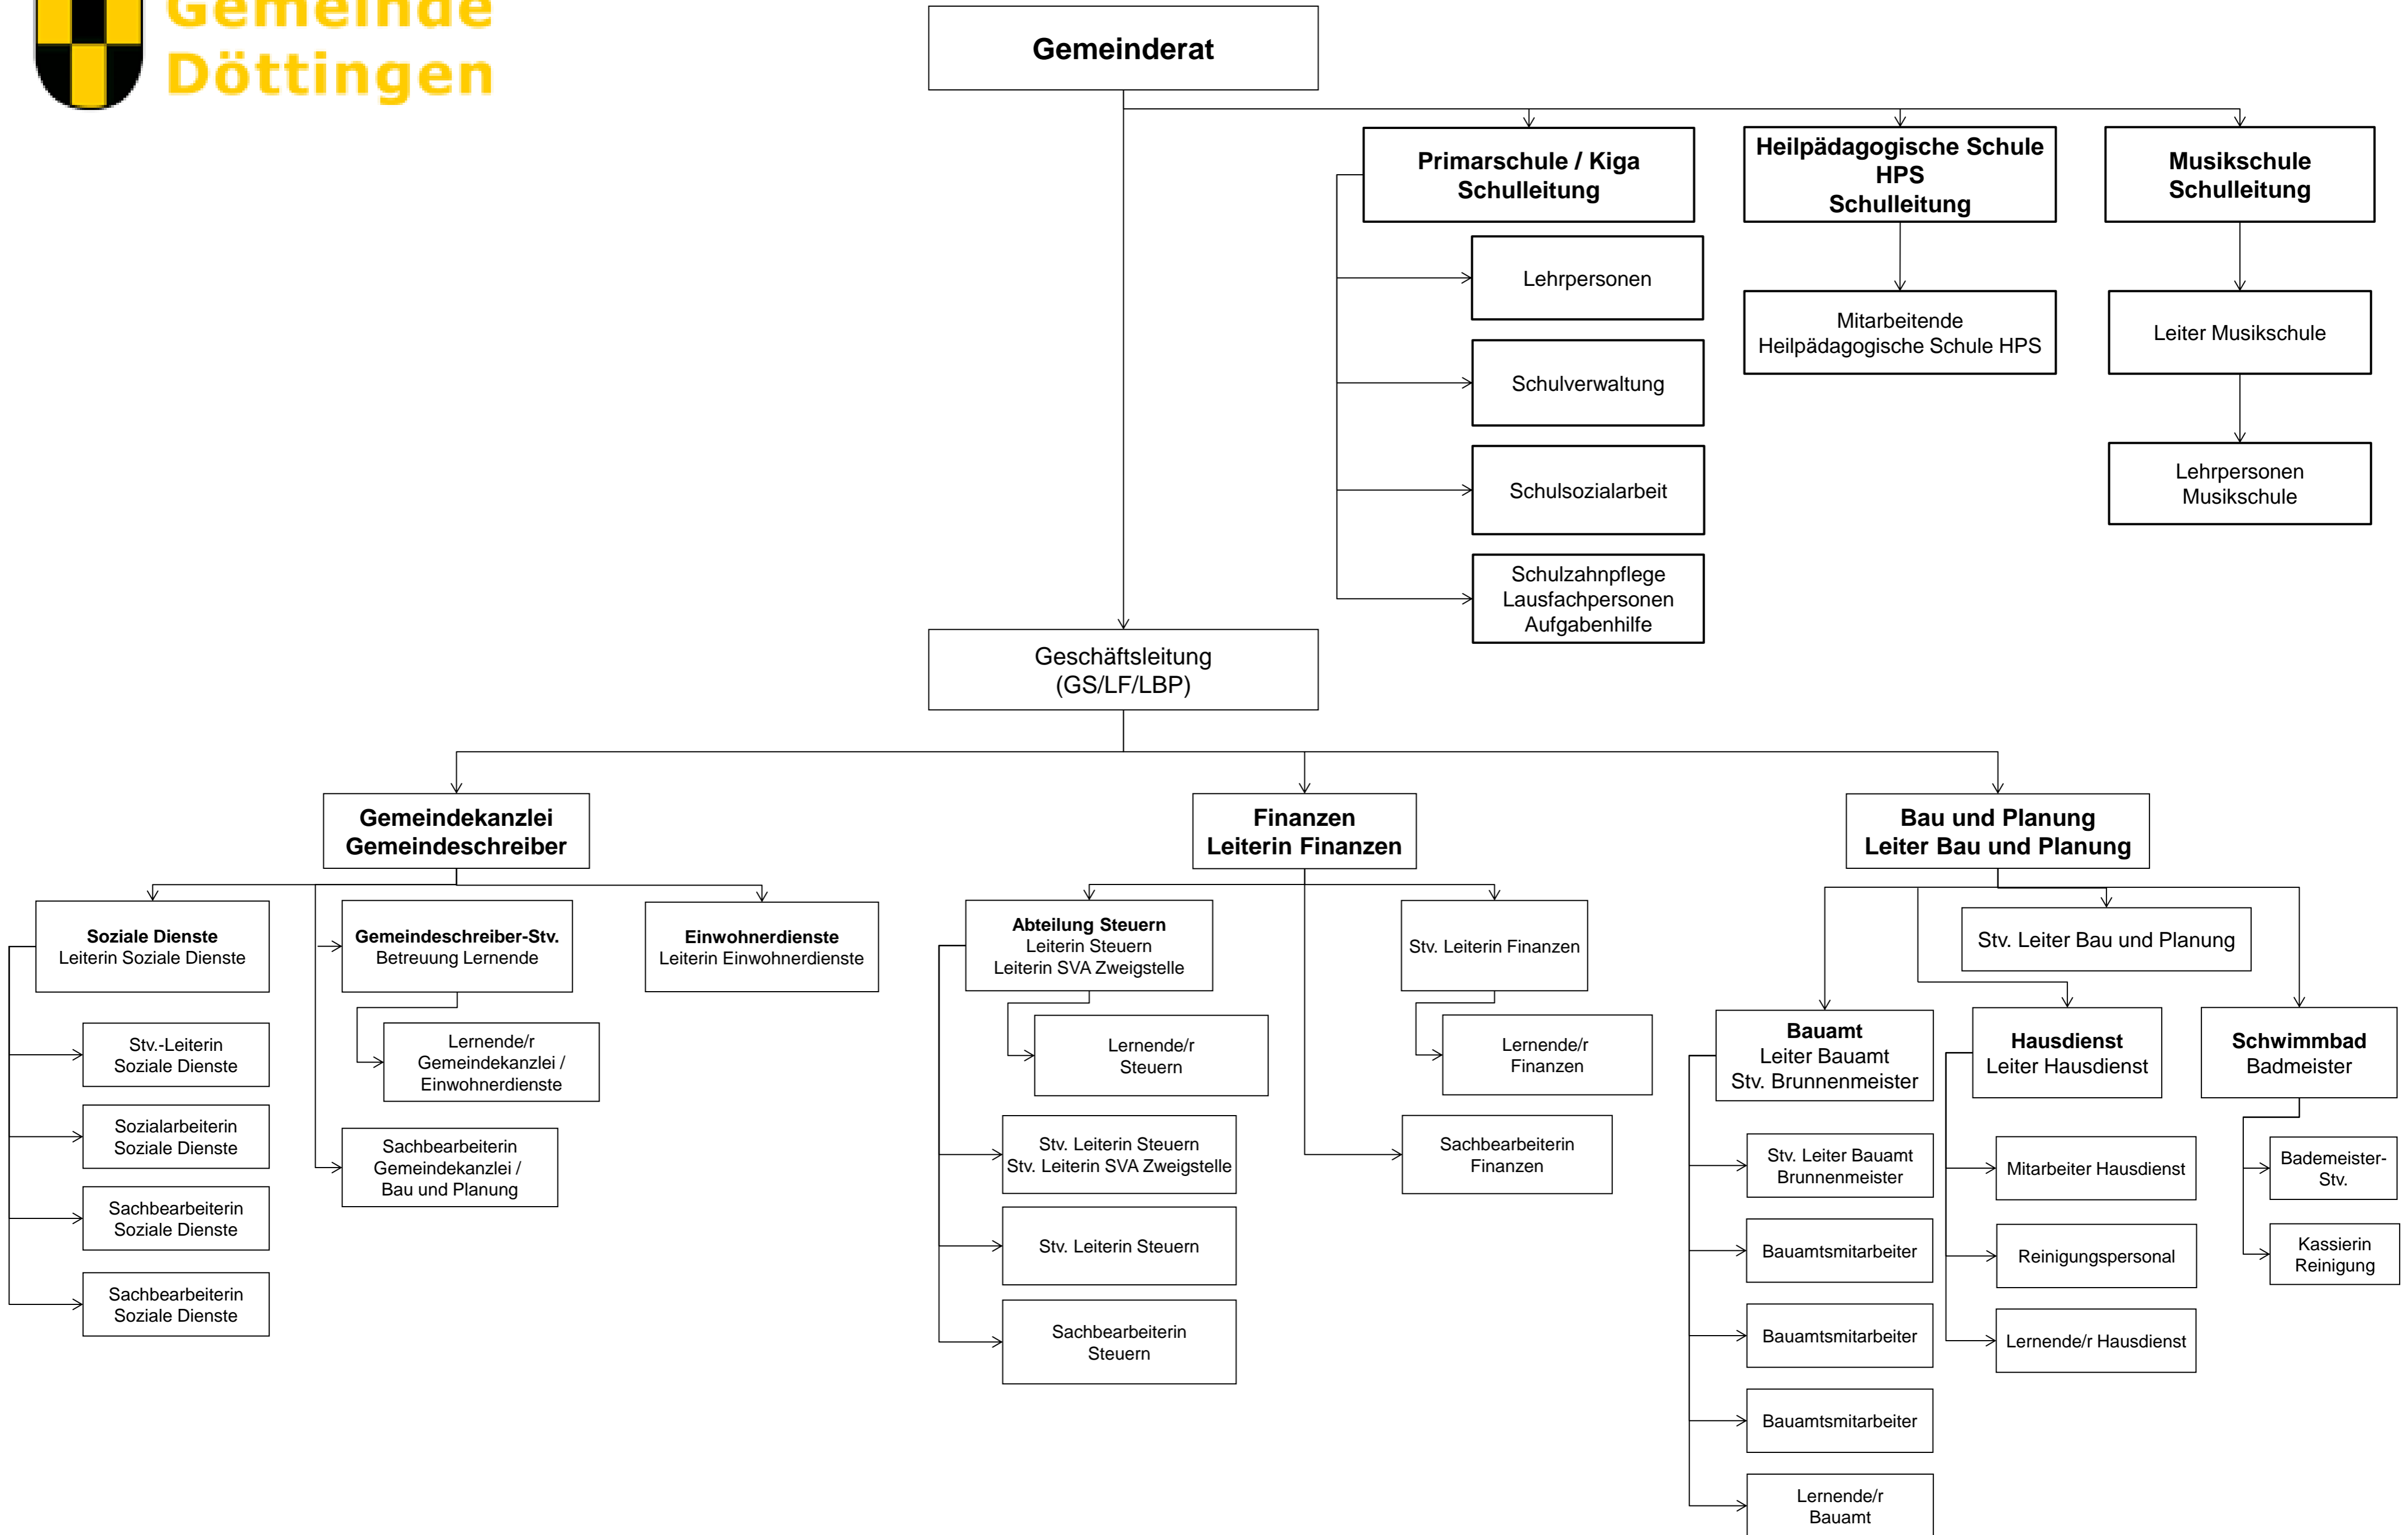 Gemeinde
Döttingen
Gemeinderat
Primarschule / Kiga
Schulleitung
Heilpädagogische Schule
HPS
Schulleitung
Musikschule
Schulleitung
Lehrpersonen
Schulverwaltung
Schulsozialarbeit
Schulzahnpflege
Lausfachpersonen
Aufgabenhilfe
Mitarbeitende
Heilpädagogische Schule HPS
Leiter Musikschule
Lehrpersonen
Musikschule
Geschäftsleitung
(GS/LF/LBP)
Gemeindekanzlei
Gemeindeschreiber
Finanzen
Leiterin Finanzen
Bau und Planung
Leiter Bau und Planung
Soziale Dienste
Leiterin Soziale Dienste
Stv.-Leiterin
Soziale Dienste
Sozialarbeiterin
Soziale Dienste
Sachbearbeiterin
Soziale Dienste
Sachbearbeiterin
Soziale Dienste
Gemeindeschreiber-Stv.
Betreuung Lernende
Lernende/r
Gemeindekanzlei /
Einwohnerdienste
Sachbearbeiterin
Gemeindekanzlei /
Bau und Planung
Einwohnerdienste
Leiterin Einwohnerdienste
Abteilung Steuern
Leiterin Steuern
Leiterin SVA Zweigstelle
Lernende/r
Steuern
Stv. Leiterin Steuern
Stv. Leiterin SVA Zweigstelle
Stv. Leiterin Steuern
Sachbearbeiterin
Steuern
Stv. Leiterin Finanzen
Lernende/r
Finanzen
Sachbearbeiterin
Finanzen
Stv. Leiter Bau und Planung
Bauamt
Leiter Bauamt
Stv. Brunnenmeister
Stv. Leiter Bauamt
Brunnenmeister
Bauamtsmitarbeiter
Bauamtsmitarbeiter
Bauamtsmitarbeiter
Lernende/r
Bauamt
Hausdienst
Leiter Hausdienst
Mitarbeiter Hausdienst
Reinigungspersonal
Lernende/r Hausdienst
Schwimmbad
Badmeister
Bademeister-
Stv.
Kassierin
Reinigung